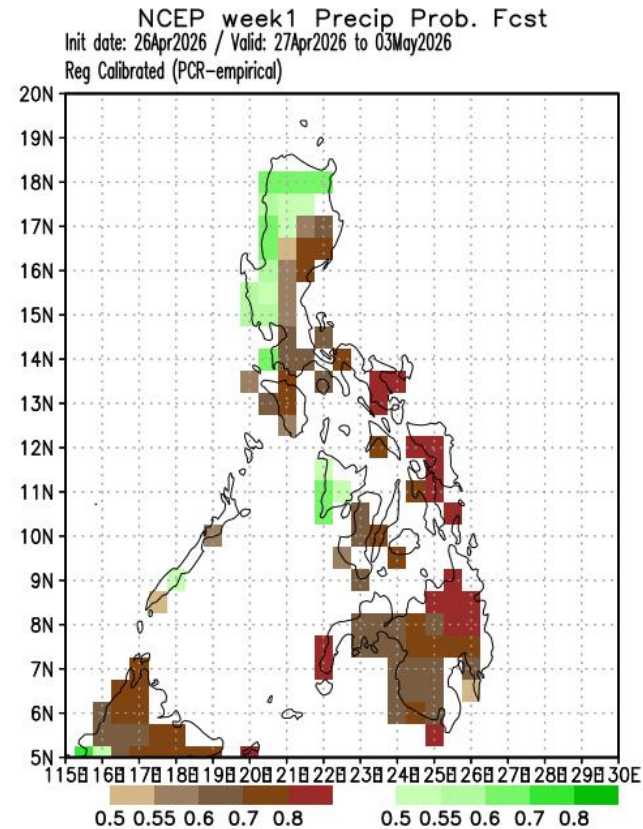 NCEP week1 Precip Prob. Fcst
Init date: 26Apr2026 / Valid: 27Apr2026 to 03May2026
Reg Calibrated (PCR-empirical)
20N
19N
18N
17N
16N
15N
14N
13N
12N
11N
10N
9N
8N
7N
6N
5N
115E 116E 117E 118E 119E 120E 121E 122E 123E 124E 125E 126E 127E 128E 129E 130E
0.5 0.55 0.6 0.7 0.8 0.5 0.55 0.6 0.7 0.8